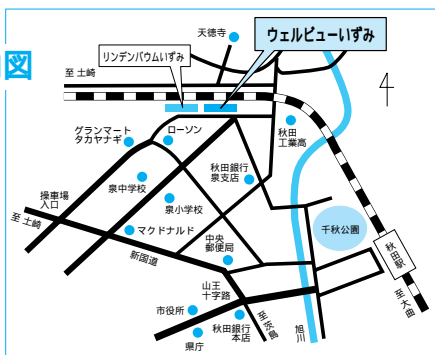 図
天徳寺
ウェルビューいずみ
リンデンバウムいずみ
至 土崎
グランマート
タカヤナギ
ローソン
秋田
工業高
秋田銀行
泉支店
泉中学校
操車場
入口
泉小学校
至 土崎
マクドナルド
千秋公園
新国道
中央
郵便局
秋田駅
山王
十字路
至 大曲
市役所
秋田銀行
本店
至 茨島
旭川
県庁